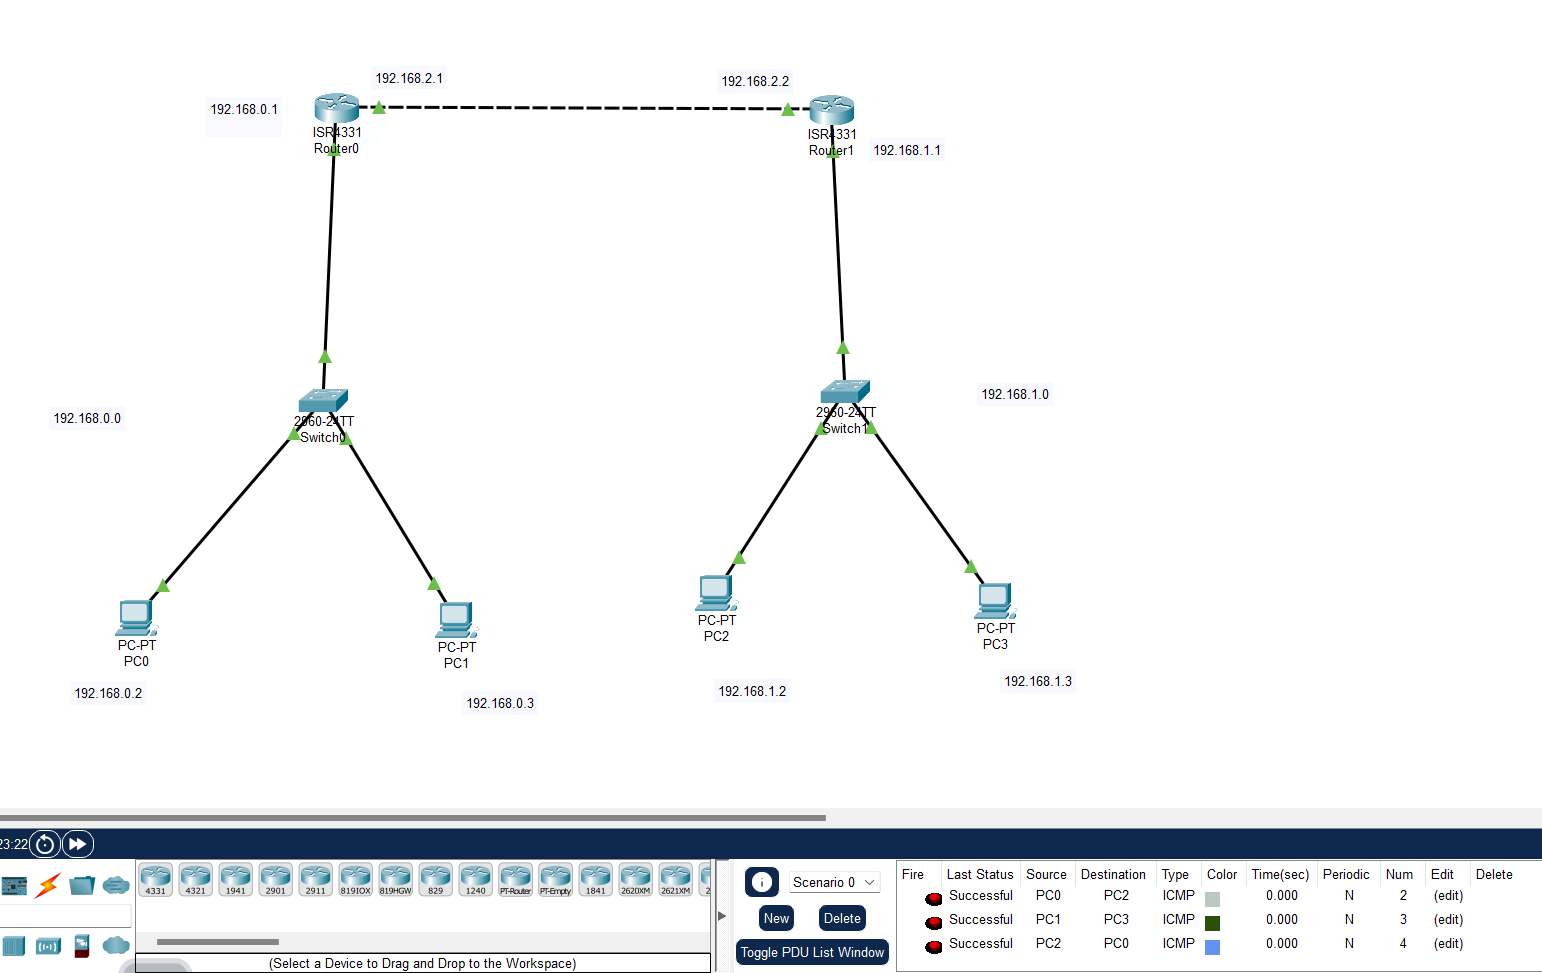 192.168.2.1
192.168.2.2
192.168.0.1
ISR4331
Router0
ISR4331
Router1
192.168.1.1
192.168.0.0
2960-24TT
Switch0
2960-24TT
Switch1
192.168.1.0
PC-PT
PC0
PC-PT
PC1
PC-PT
PC2
PC-PT
PC3
192.168.0.2
192.168.0.3
192.168.1.2
192.168.1.3
23:22
4331 4321 1941 2901 2911 819IOX 819HGW 829 1240 PT-Router PT-Empty 1841 2620XM 2621XM 2
(Select a Device to Drag and Drop to the Workspace)
Scenario 0
New Delete
Toggle PDU List Window
Fire Last Status Source Destination Type Color Time(sec) Periodic Num Edit Delete
Successful PC0 PC2 ICMP 0.000 N 2 (edit)
Successful PC1 PC3 ICMP 0.000 N 3 (edit)
Successful PC2 PC0 ICMP 0.000 N 4 (edit)